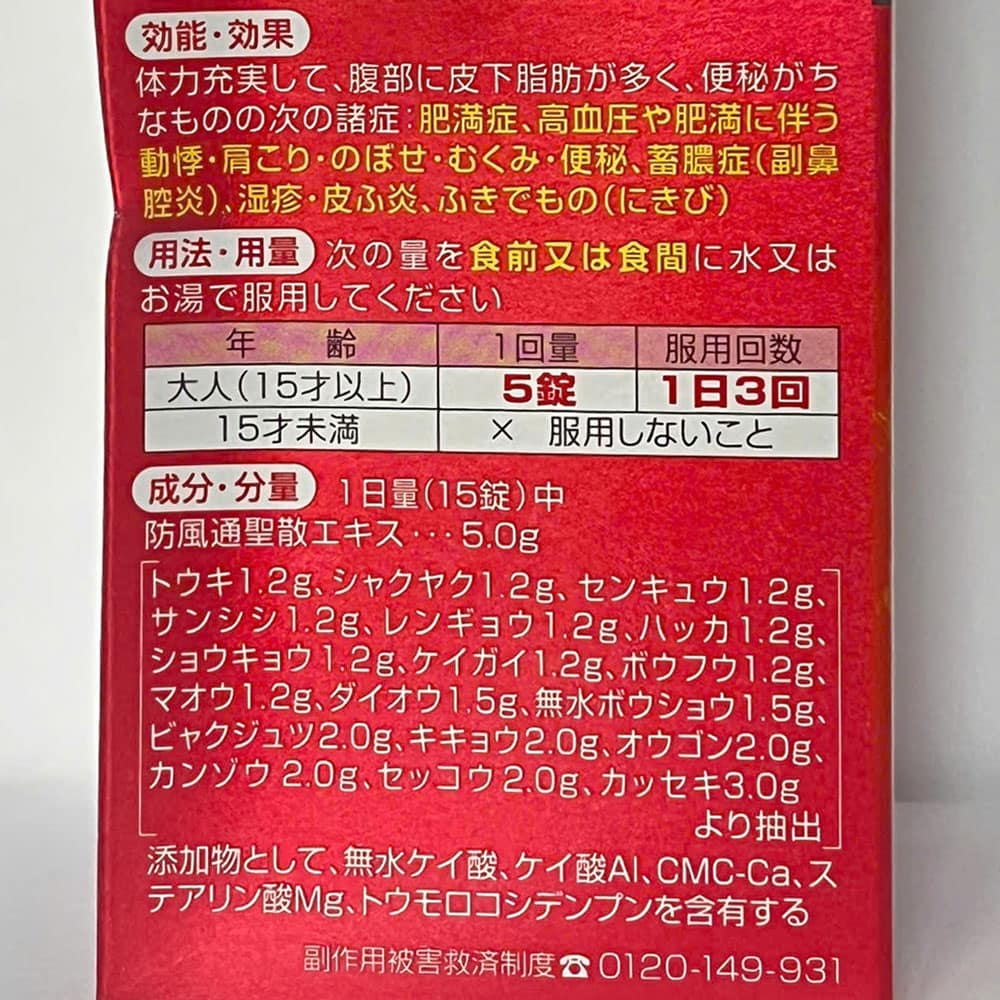 効能・効果
体力充実して、腹部に皮下脂肪が多く、便秘がち
なものの次の諸症:肥満症、高血圧や肥満に伴う
動悸・肩こり・のぼせ・むくみ・便秘、蓄膿症(副鼻
腔炎)、湿疹・皮ふ炎、ふきでもの(にきび)
用法・用量 次の量を食前又は食間に水又は
お湯で服用してください
年 齢 1回量 服用回数
大人(15才以上) 5錠 1日3回
15才未満 × 服用しないこと
成分・分量 1日量(15錠)中
防風通聖散エキス…5.0g
トウキ1.2g、シャクヤク1.2g、センキュウ1.2g、
サンシシ1.2g、レンギョウ1.2g、ハッカ1.2g、
ショウキョウ1.2g、ケイガイ1.2g、ボウフウ1.2g、
マオウ1.2g、ダイオウ1.5g、無水ボウショウ1.5g、
ビャクジュツ2.0g、キキョウ2.0g、オウゴン2.0g、
カンゾウ2.0g、セッコウ2.0g、カッセキ3.0g
より抽出
添加物として、無水ケイ酸、ケイ酸Al、CMC-Ca、ス
テアリン酸Mg、トウモロコシデンプンを含有する
副作用被害救済制度☎0120-149-931